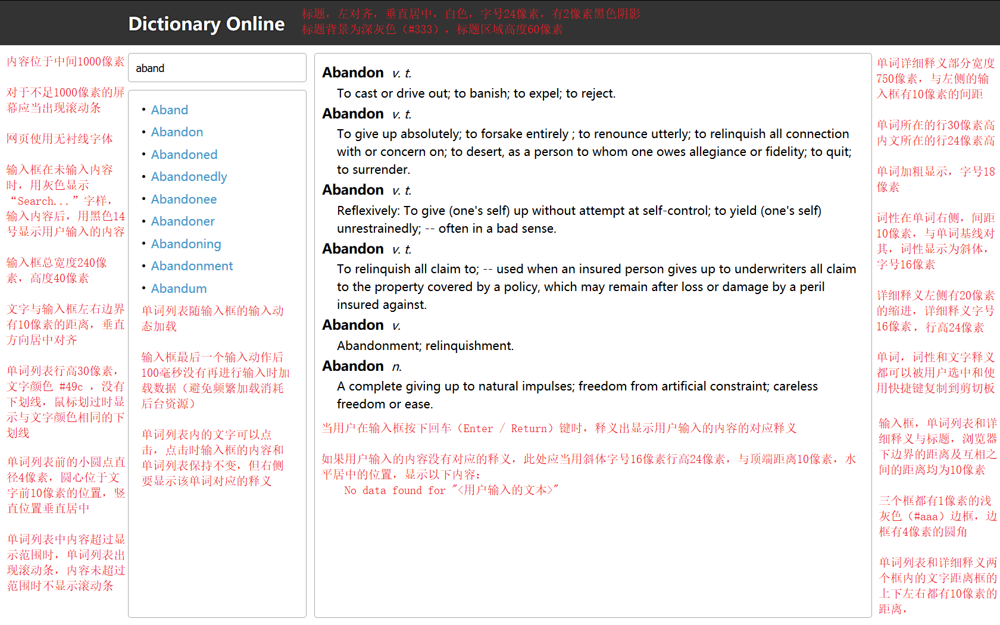 Dictionary Online
标题，左对齐，垂直居中，白色，字号24像素，有2像素黑色阴影
标题背景为深灰色（#333），标题区域高度60像素
内容位于中间1000像素
对于不足1000像素的屏
幕应当出现滚动条
网页使用无衬线字体
输入框在未输入内容
时，用灰色显示
“Search...”字样，
输入内容后，用黑色14
号显示用户输入的内容
输入框总宽度240像
素，高度40像素
文字与输入框左右边界
有10像素的距离，垂直
方向居中对齐
单词列表行高30像素，
文字颜色 #49c ，没有
下划线，鼠标划过时显
示与文字颜色相同的下
划线
单词列表前的小圆点直
径4像素，圆心位于文
字前10像素的位置，竖
直位置垂直居中
单词列表中内容超过显
示范围时，单词列表出
现滚动条，内容未超过
范围时不显示滚动条
aband
• Aband
• Abandon
• Abandoned
• Abandonedly
• Abandonee
• Abandoner
• Abandoning
• Abandonment
• Abandum
单词列表随输入框的输入动
态加载
输入框最后一个输入动作后
100毫秒没有再进行输入时加
载数据（避免频繁加载消耗
后台资源）
单词列表内的文字可以点
击，点击时输入框的内容和
单词列表保持不变，但右侧
要显示该单词对应的释义
Abandon v. t.
To cast or drive out; to banish; to expel; to reject.
Abandon v. t.
To give up absolutely; to forsake entirely ; to renounce utterly; to relinquish all connection
with or concern on; to desert, as a person to whom one owes allegiance or fidelity; to quit;
to surrender.
Abandon v. t.
Reflexively: To give (one's self) up without attempt at self-control; to yield (one's self)
unrestrainedly; -- often in a bad sense.
Abandon v. t.
To relinquish all claim to; -- used when an insured person gives up to underwriters all claim
to the property covered by a policy, which may remain after loss or damage by a peril
insured against.
Abandon v.
Abandonment; relinquishment.
Abandon n.
A complete giving up to natural impulses; freedom from artificial constraint; careless
freedom or ease.
当用户在输入框按下回车（Enter / Return）键时，释义出显示用户输入的内容的对应释义
如果用户输入的内容没有对应的释义，此处应当用斜体字号16像素行高24像素，与顶端距离10像素，水
平居中的位置，显示以下内容：
No data found for "<用户输入的文本>"
单词详细释义部分宽度
750像素，与左侧的输
入框有10像素的间距
单词所在的行30像素高
内文所在的行24像素高
单词加粗显示，字号18
像素
词性在单词右侧，间距
10像素，与单词基线对
其，词性显示为斜体，
字号16像素
详细释义左侧有20像素
的缩进，详细释义字号
16像素，行高24像素
单词，词性和文字释义
都可以被用户选中和使
用快捷键复制到剪切板
输入框，单词列表和详
细释义与标题，浏览器
下边界的距离及互相之
间的距离均为10像素
三个框都有1像素的浅
灰色（#aaa）边框，边
框有4像素的圆角
单词列表和详细释义两
个框内的文字距离框的
上下左右都有10像素的
距离，